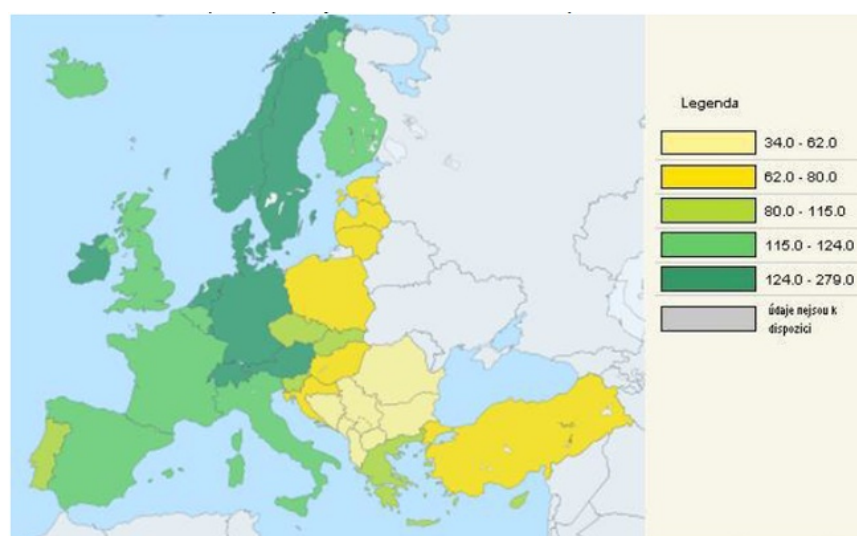 Legenda
34.0 - 62.0
62.0 - 80.0
80.0 - 115.0
115.0 - 124.0
124.0 - 279.0
údaje nejsou k
dispozici